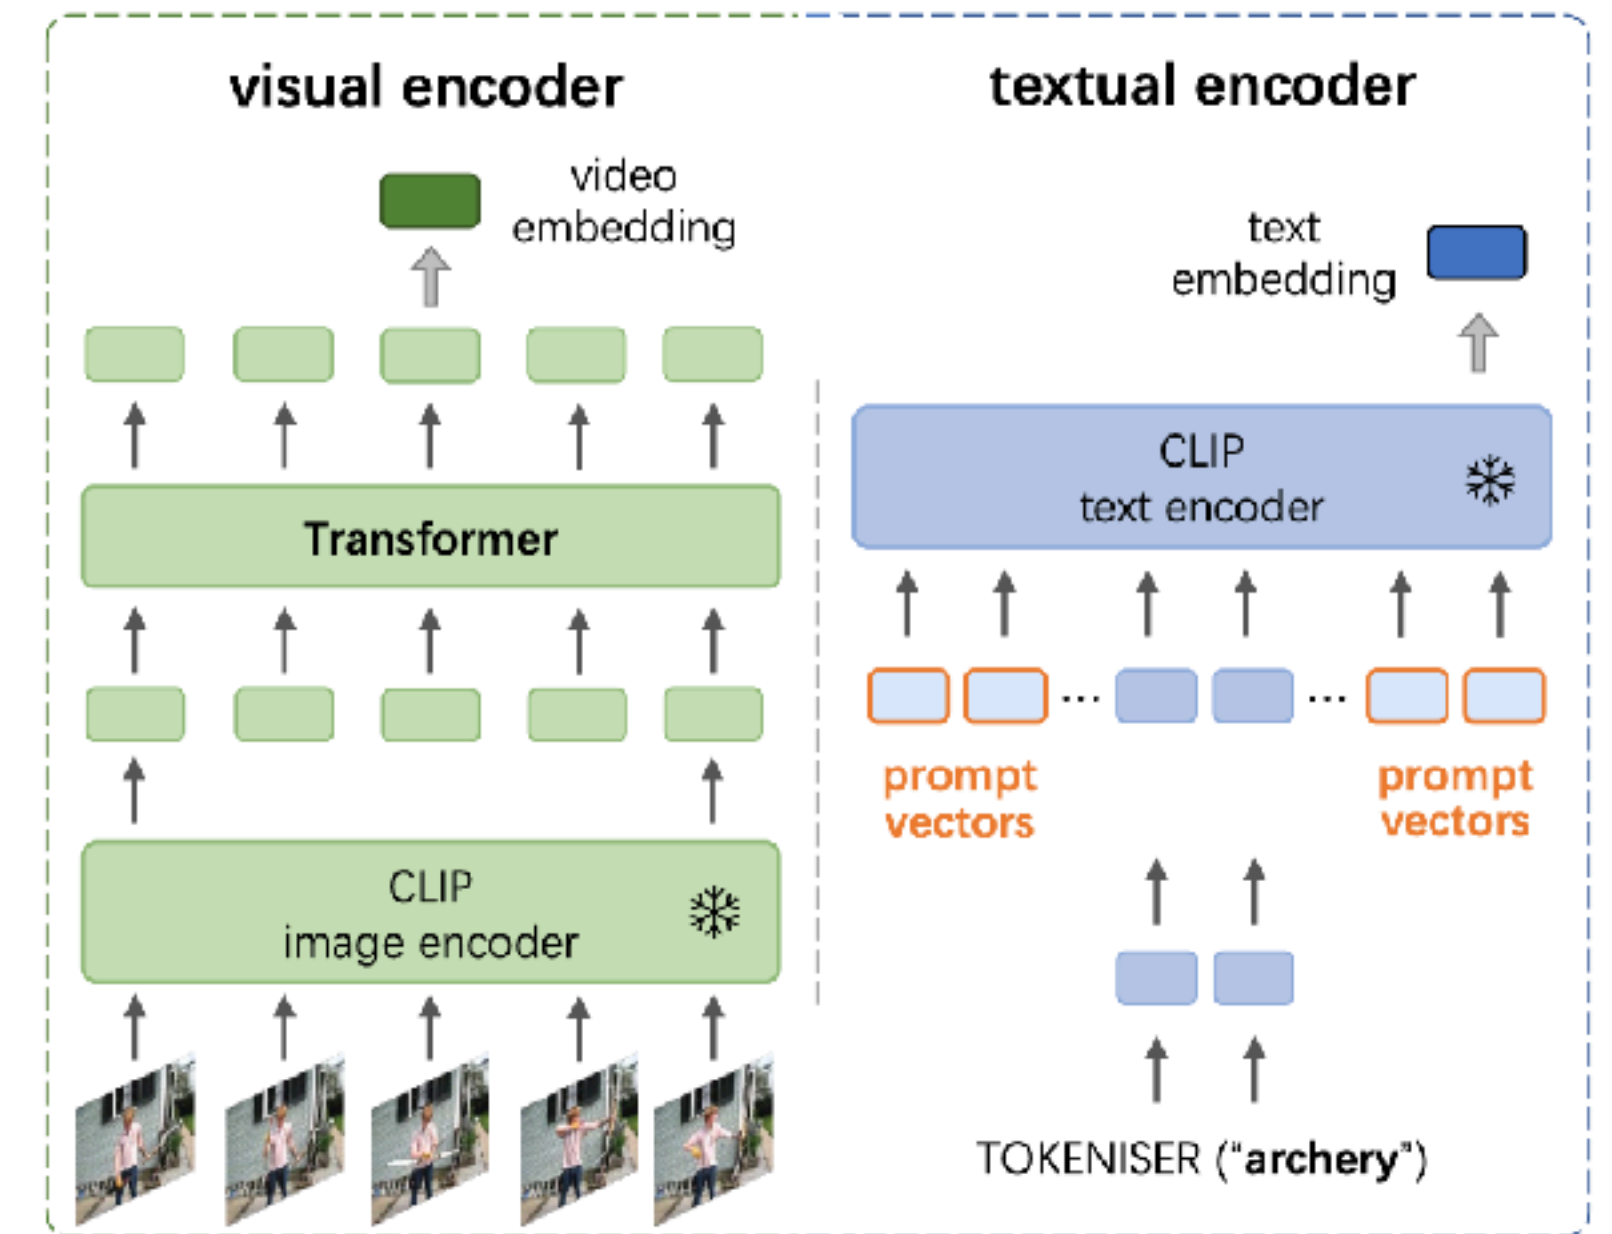 visual encoder
video
embedding
Transformer
CLIP
image encoder
textual encoder
text
embedding
CLIP
text encoder
...
...
prompt
vectors
prompt
vectors
TOKENISER (“archery”)